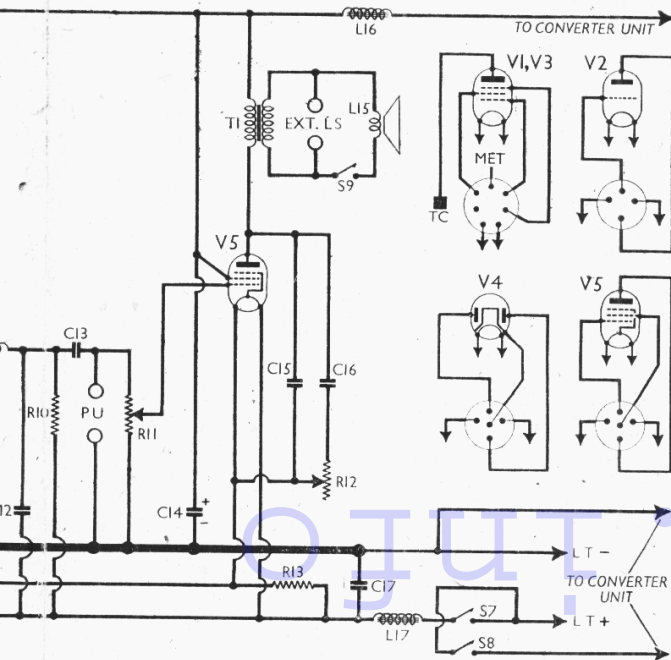 L16
TO CONVERTER UNIT
V1,V3
V2
T1
EXT. LS
L15
S9
MET
TC
V5
V4
V5
C13
R10
PU
R11
C15
C16
R12
C14
+
−
LT −
TO CONVERTER
UNIT
R13
C17
L17
S7
LT +
S8